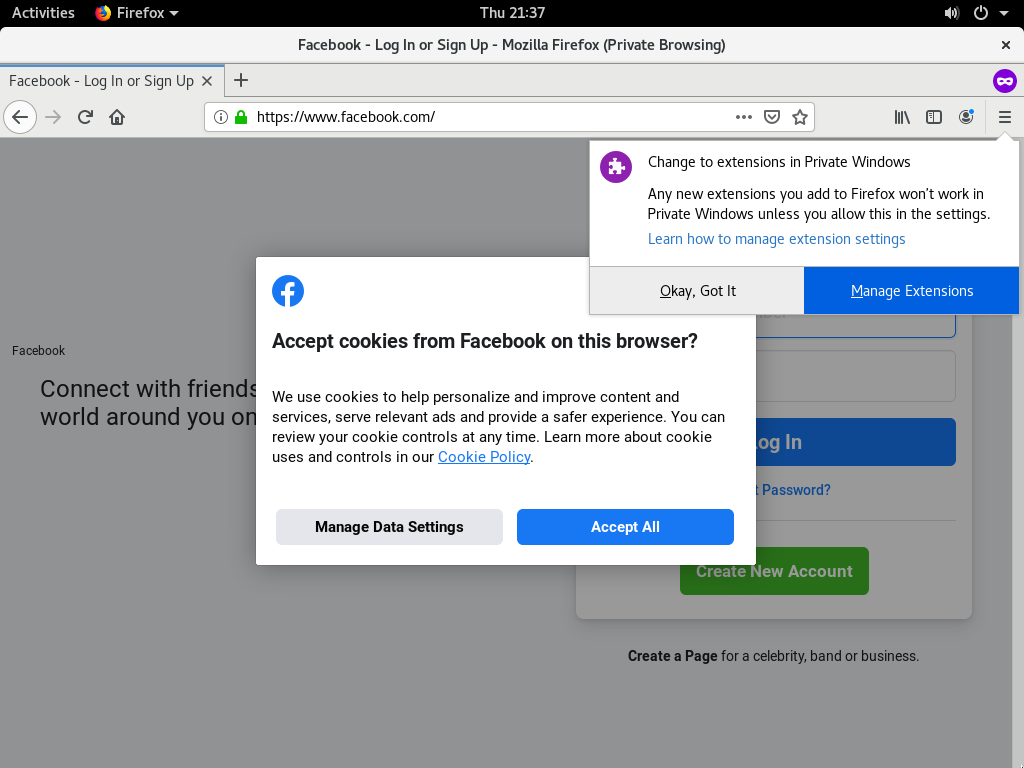 Activities
Firefox
Thu 21:37
Facebook - Log In or Sign Up - Mozilla Firefox (Private Browsing)
Facebook - Log In or Sign Up
https://www.facebook.com/
Change to extensions in Private Windows
Any new extensions you add to Firefox won't work in
Private Windows unless you allow this in the settings.
Learn how to manage extension settings
Okay, Got It
Manage Extensions
Accept cookies from Facebook on this browser?
We use cookies to help personalize and improve content and
services, serve relevant ads and provide a safer experience. You can
review your cookie controls at any time. Learn more about cookie
uses and controls in our Cookie Policy.
Manage Data Settings
Accept All
Facebook
Connect with friends
world around you on
Log In
t Password?
Create New Account
Create a Page for a celebrity, band or business.